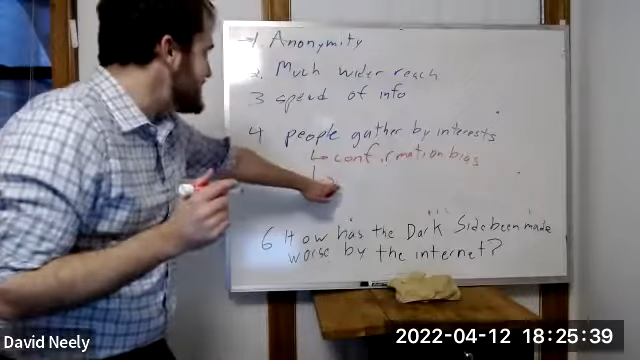 1. Anonymity
2. Much wider reach
3 speed of info
4 people gather by interests
↳ confirmation bias
6 How has the Dark Side been made
worse by the internet?
David Neely
2022-04-12 18:25:39